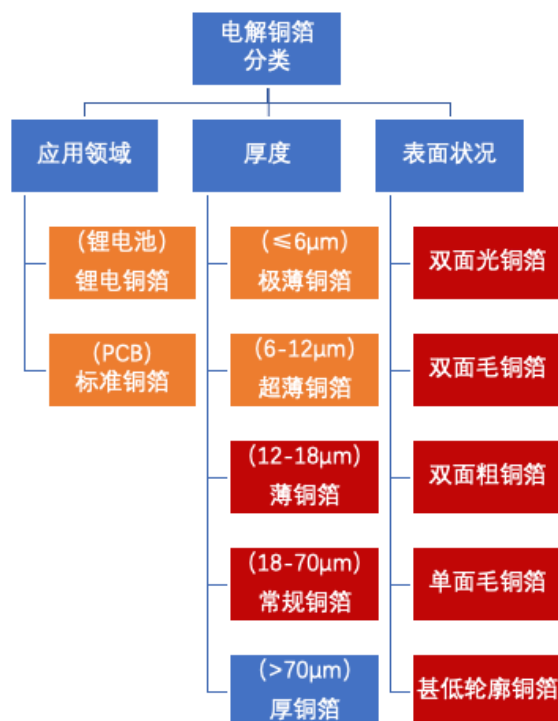 电解铜箔
分类
应用领域
厚度
表面状况
(锂电池)
锂电铜箔
(PCB)
标准铜箔
(≤6μm)
极薄铜箔
(6-12μm)
超薄铜箔
(12-18μm)
薄铜箔
(18-70μm)
常规铜箔
(>70μm)
厚铜箔
双面光铜箔
双面毛铜箔
双面粗铜箔
单面毛铜箔
甚低轮廓铜箔